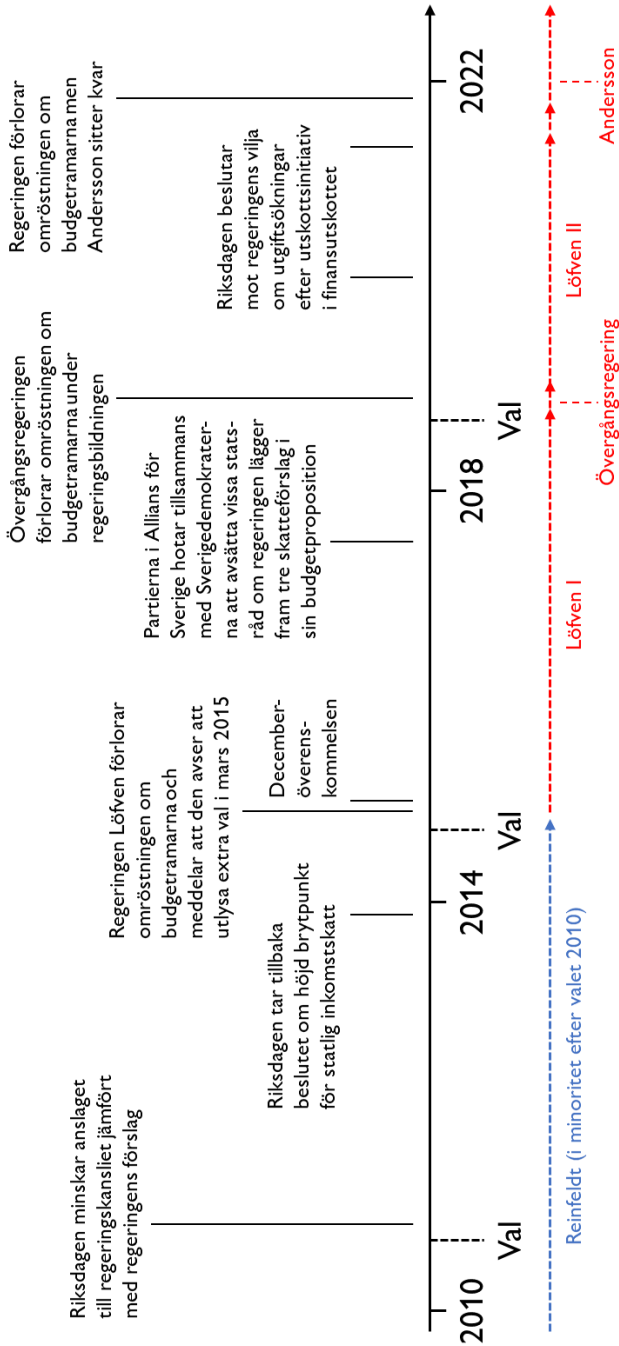 Riksdagen minskar anslaget
till regeringskansliet jämfört
med regeringens förslag
Riksdagen tar tillbaka
beslutet om höjd brytpunkt
för statlig inkomstskatt
Regeringen Löfven förlorar
omröstningen om
budgetramarna och
meddelar att den avser att
utlysa extra val i mars 2015
December-
överens-
kommelsen
Partierna i Allians för
Sverige hotar tillsammans
med Sverigedemokrater-
na att avsätta vissa stats-
råd om regeringen lägger
fram tre skatteförslag i
sin budgetproposition
Övergångsregeringen
förlorar omröstningen om
budgetramarna under
regeringsbildningen
Riksdagen beslutar
mot regeringens vilja
om utgiftsökningar
efter utskottsinitiativ
i finansutskottet
Regeringen förlorar
omröstningen om
budgetramarna men
Andersson sitter kvar
2010
Val
2014
Val
2018
Val
2022
Reinfeldt (i minoritet efter valet 2010)
Löfven I
Övergångsregering
Löfven II
Andersson